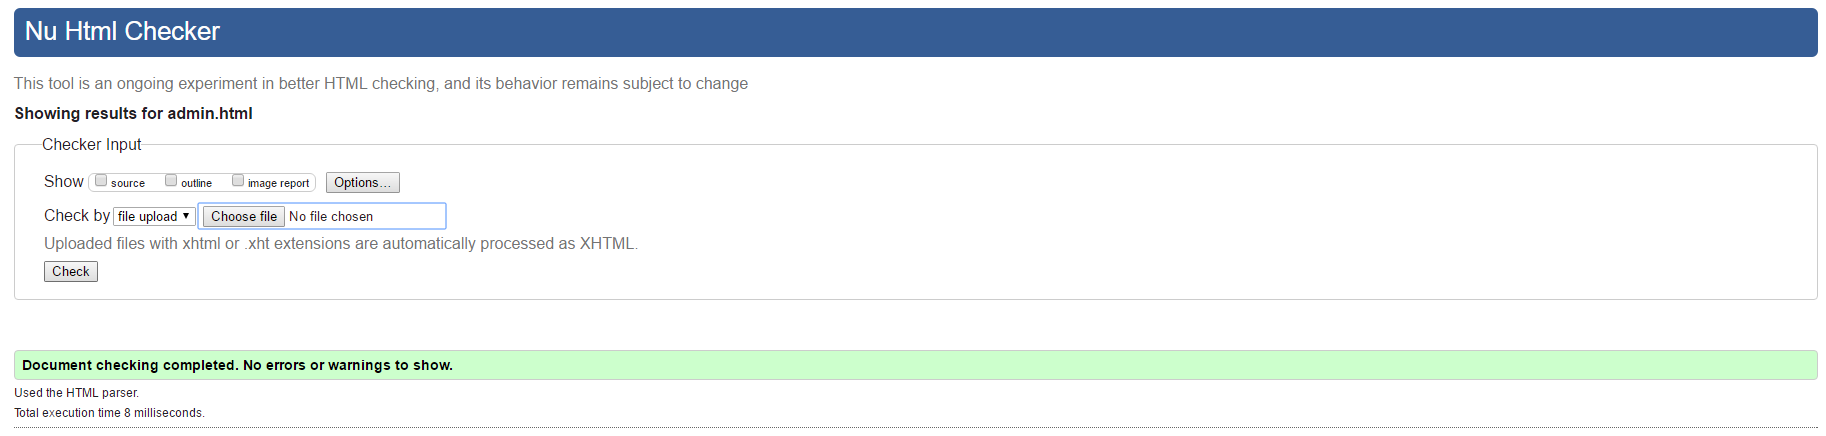 Nu Html Checker
This tool is an ongoing experiment in better HTML checking, and its behavior remains subject to change
Showing results for admin.html
Checker Input
Show source outline image report Options...
Check by file upload Choose file No file chosen
Uploaded files with xhtml or .xht extensions are automatically processed as XHTML.
Check
Document checking completed. No errors or warnings to show.
Used the HTML parser.
Total execution time 8 milliseconds.